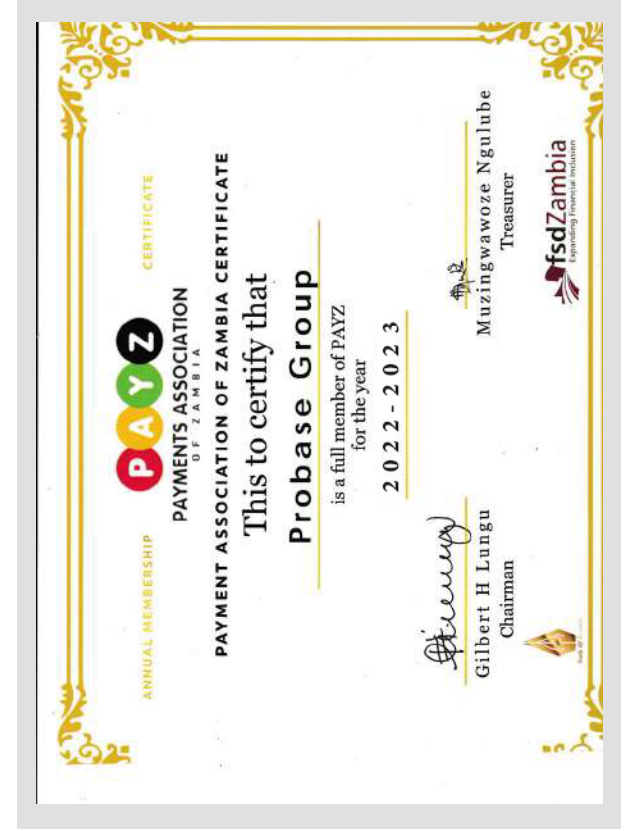 ANNUAL MEMBERSHIP CERTIFICATE
PAYZ
PAYMENTS ASSOCIATION
OF ZAMBIA
PAYMENT ASSOCIATION OF ZAMBIA CERTIFICATE
This to certify that
Probase Group
is a full member of PAYZ
for the year
2022-2023
Gilbert H Lungu
Chairman
Muzingwawoze Ngulube
Treasurer
fsdZambia
Expanding Financial Inclusion